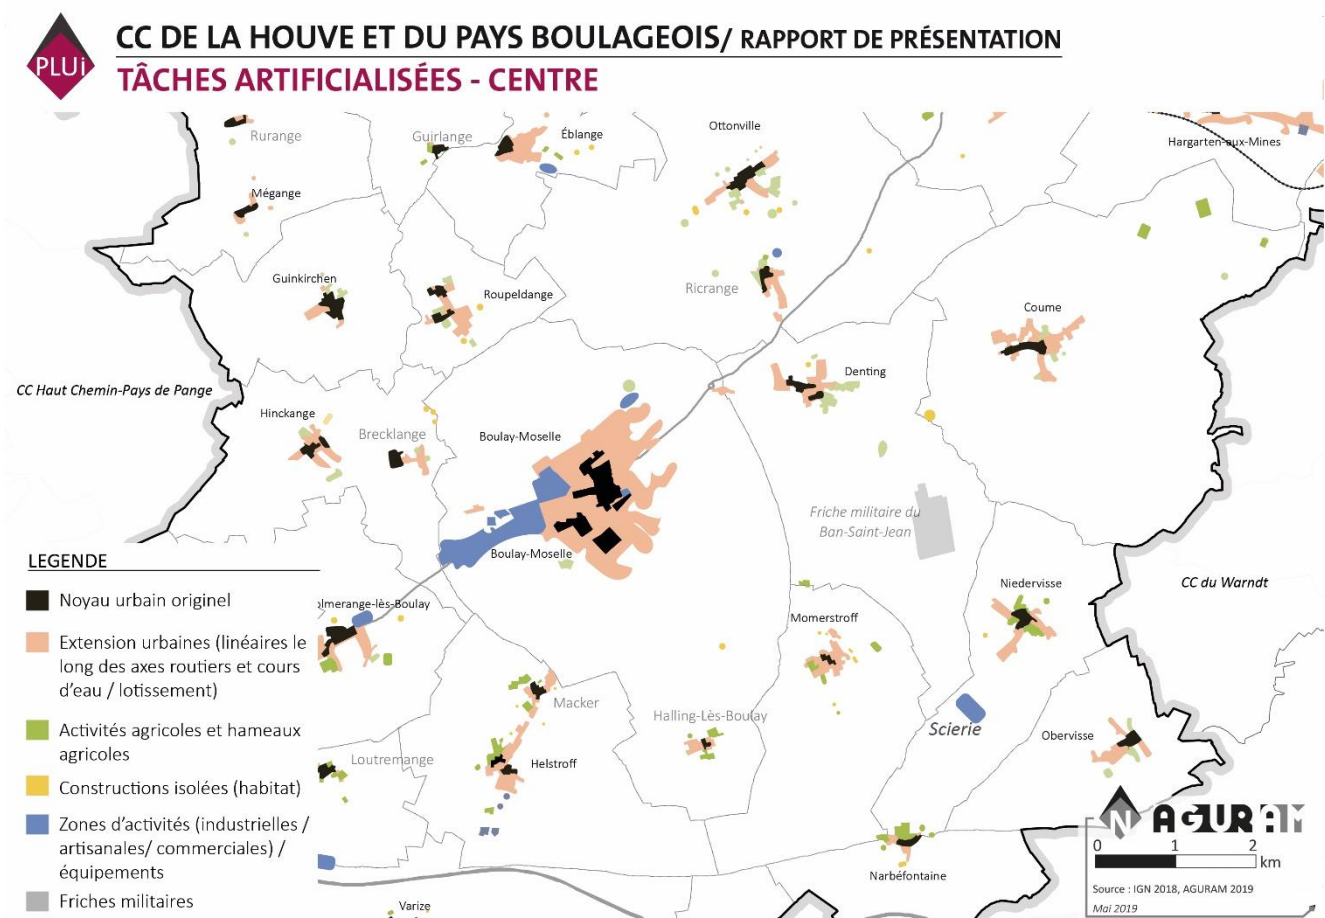 PLUi
CC DE LA HOUVE ET DU PAYS BOULAGEOIS/ RAPPORT DE PRÉSENTATION
TÂCHES ARTIFICIALISÉES - CENTRE
Rurange
Guirlange
Éblange
Ottonville
Hargarten-aux-Mines
Mégange
Guinkirchen
Roupeldange
Ricrange
Coume
CC Haut Chemin-Pays de Pange
Denting
Hinckange
Brecklange
Boulay-Moselle
Friche militaire du
Ban-Saint-Jean
Boulay-Moselle
CC du Warndt
Niedervisse
olmerange-lès-Boulay
Momerstroff
Macker
Halling-Lès-Boulay
Scierie
Obervisse
Loutremange
Helstroff
Narbéfontaine
Varize
LEGENDE
Noyau urbain originel
Extension urbaines (linéaires le
long des axes routiers et cours
d'eau / lotissement)
Activités agricoles et hameaux
agricoles
Constructions isolées (habitat)
Zones d'activités (industrielles /
artisanales/ commerciales) /
équipements
Friches militaires
N AGURAM
0 1 2
km
Source : IGN 2018, AGURAM 2019
Mai 2019